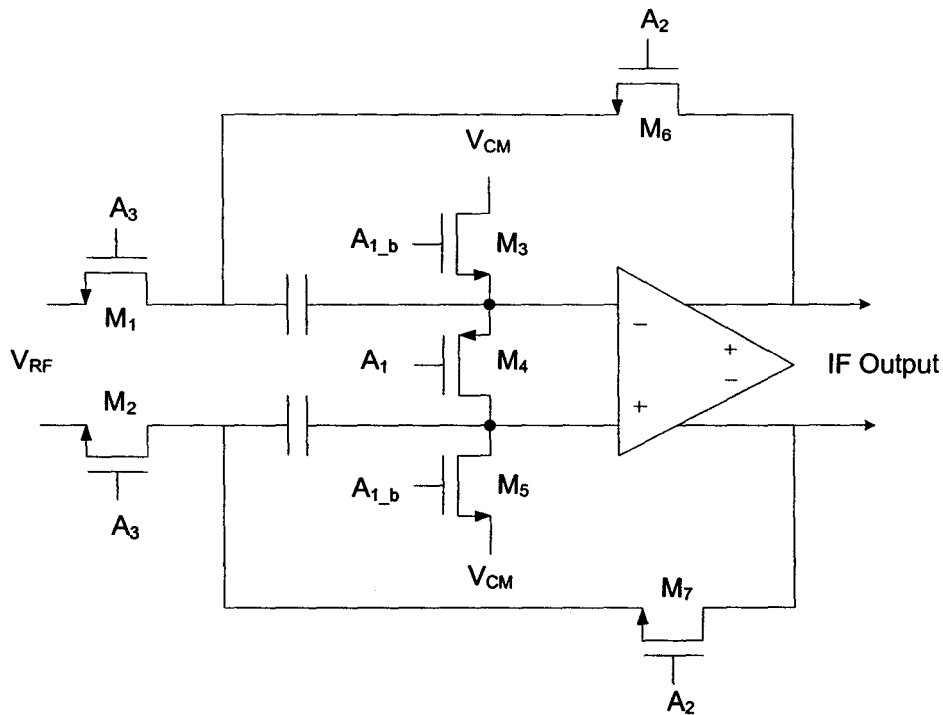 A2
M6
VCM
A3
A1_b
M3
M1
−
+
VRF
A1
M4
−
IF Output
M2
+
A3
A1_b
M5
VCM
M7
A2